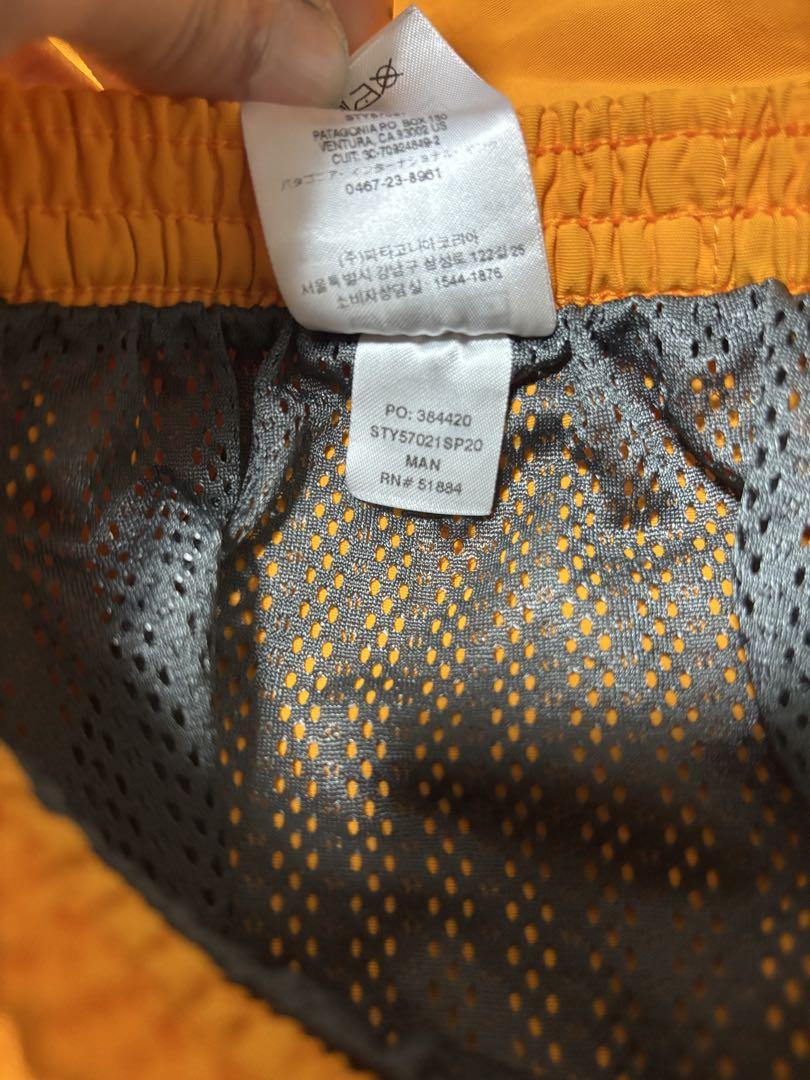 STY57021
PATAGONIA P.O. BOX 150
VENTURA, CA 93002 US
CUIT: 30-70924849-2
パタゴニア・インターナショナル・インク
0467-23-8961
(주)파타고니아코리아
서울특별시 강남구 삼성로 122길 25
소비자상담실 1544-1876
PO: 384420
STY57021SP20
MAN
RN# 51884